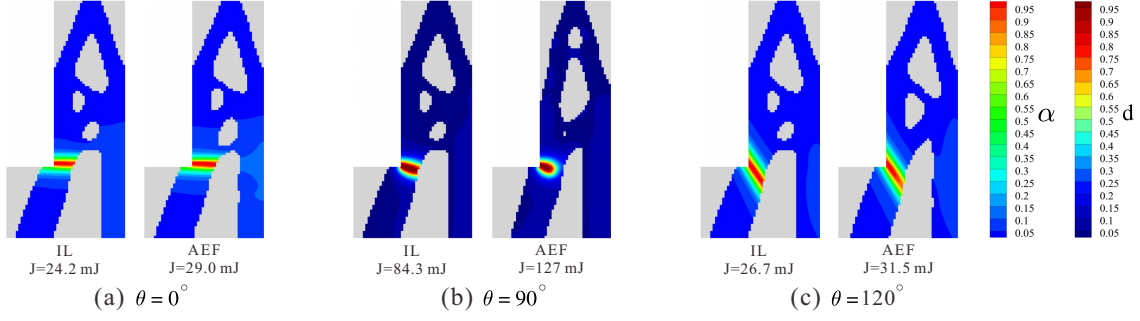 IL
J=24.2 mJ
AEF
J=29.0 mJ
(a) θ = 0°
IL
J=84.3 mJ
AEF
J=127 mJ
(b) θ = 90°
IL
J=26.7 mJ
AEF
J=31.5 mJ
(c) θ = 120°
0.95
0.9
0.85
0.8
0.75
0.7
0.65
0.6
0.55
0.5
0.45
0.4
0.35
0.3
0.25
0.2
0.15
0.1
0.05
α
0.95
0.9
0.85
0.8
0.75
0.7
0.65
0.6
0.55
0.5
0.45
0.4
0.35
0.3
0.25
0.2
0.15
0.1
0.05
d